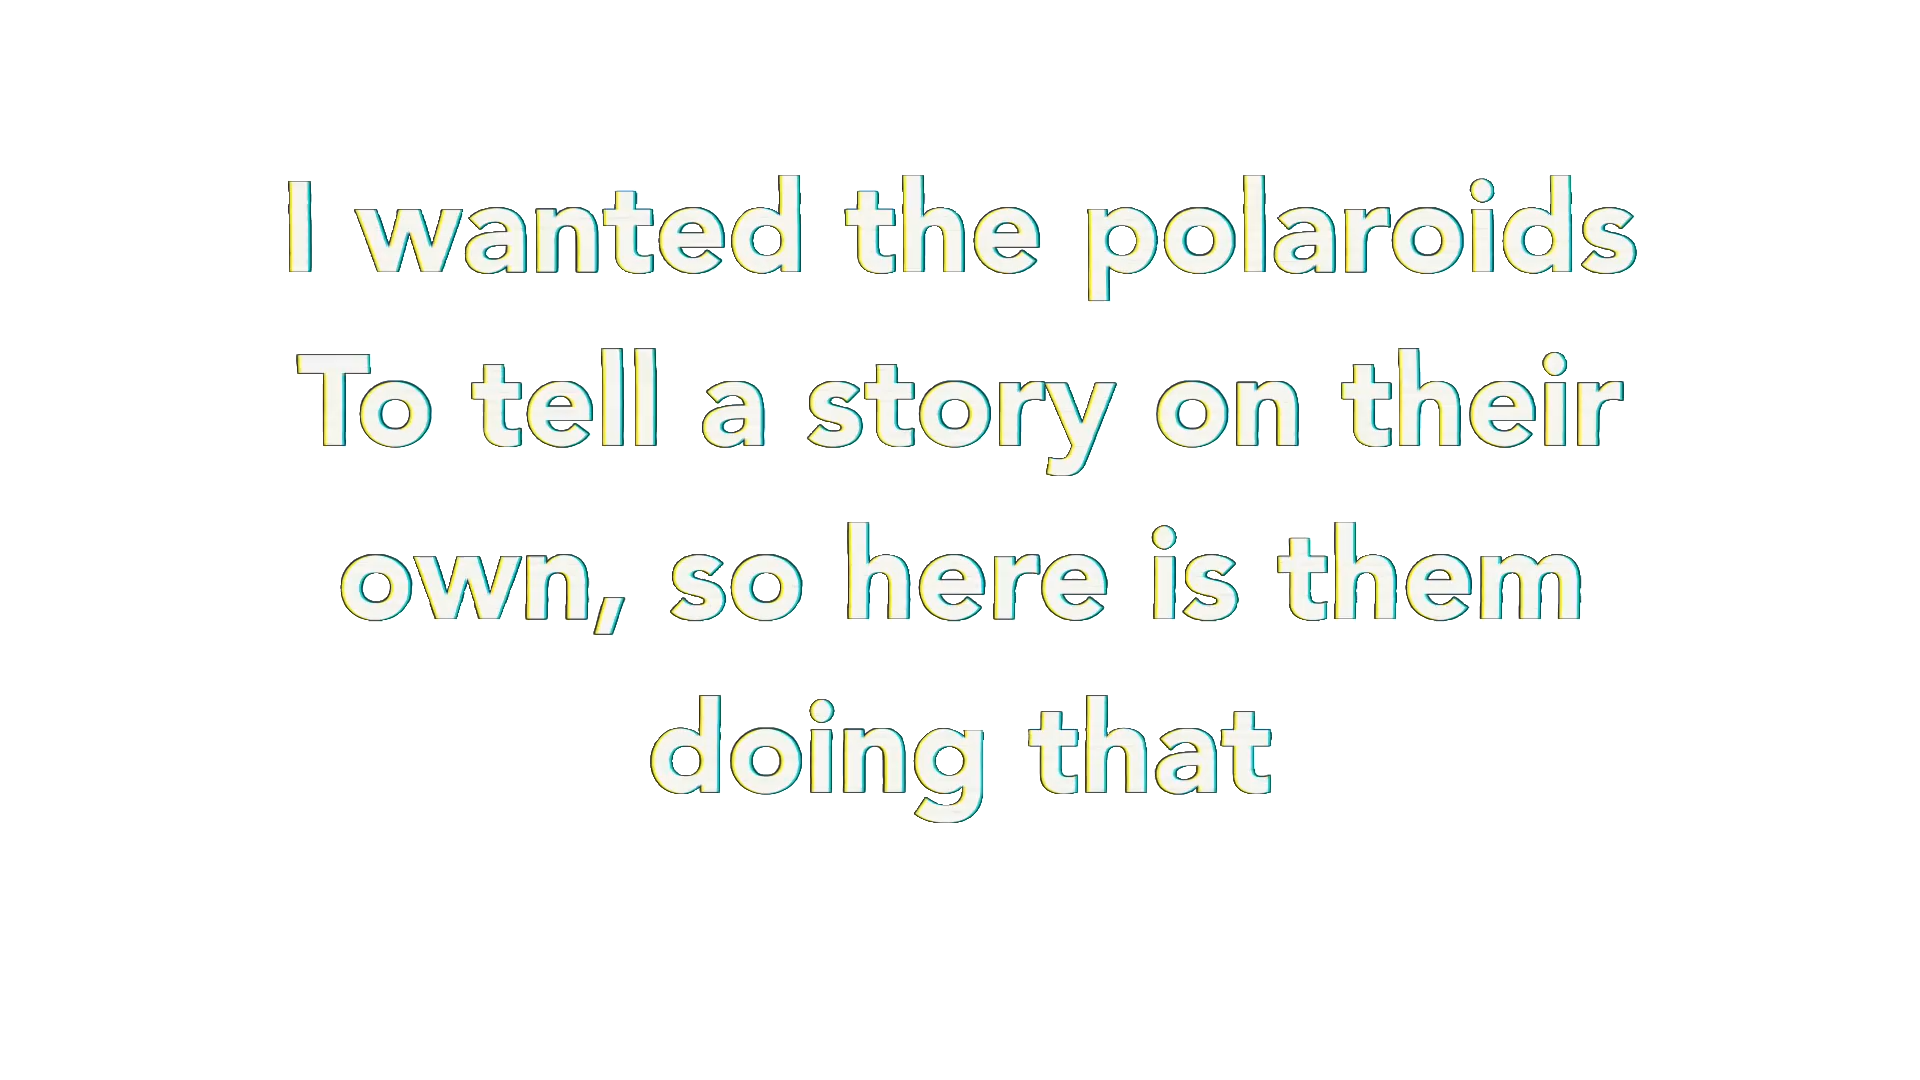 I wanted the polaroids
To tell a story on their
own, so here is them
doing that